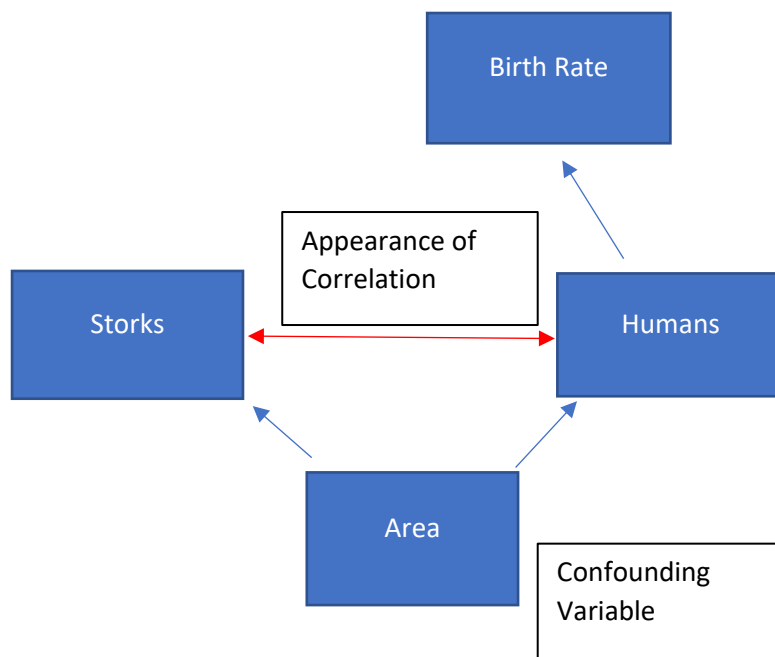 Birth Rate
Appearance of
Correlation
Storks
Humans
Area
Confounding
Variable